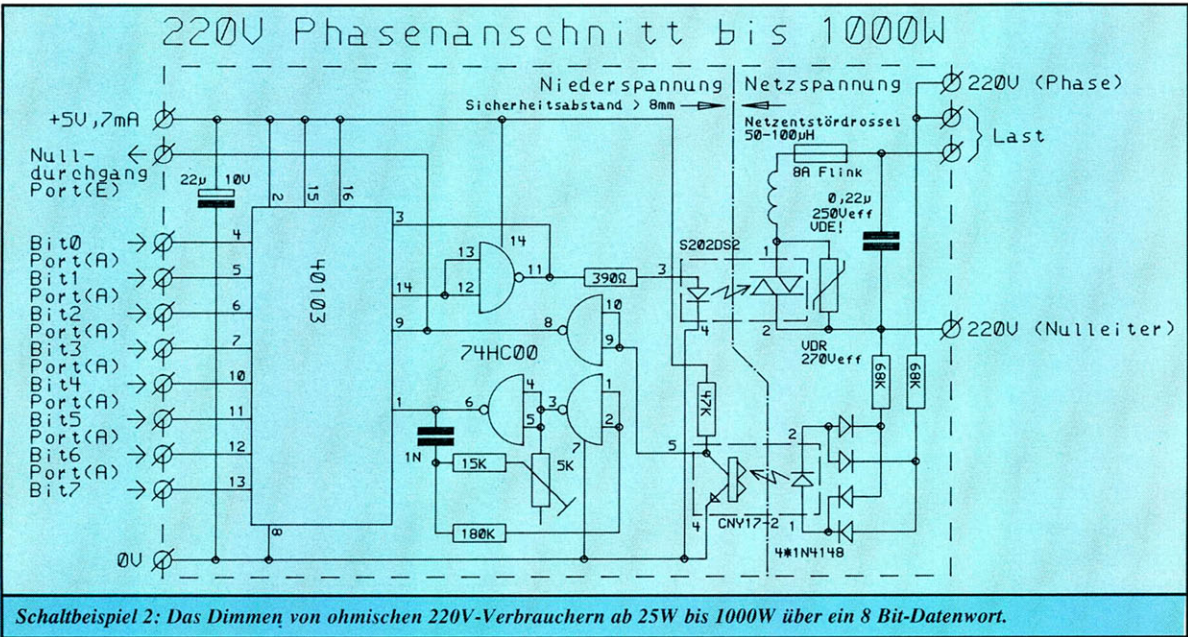 220V Phasenanschnitt bis 1000W
Niederspannung
Netzspannung
Sicherheitsabstand > 8mm
220V (Phase)
+5V,7mA
Netzentstördrossel
50-100µH
Last
Null-
durchgang
Port(E)
22µ 10V
2
15
16
8A Flink
0,22µ
250Veff
VDE!
3
14
S202DS2
1
Bit0
4
Port(A)
Bit1
5
Port(A)
Bit2
6
Port(A)
Bit3
7
Port(A)
Bit4
10
Port(A)
Bit5
11
Port(A)
Bit6
12
Port(A)
Bit7
13
40103
13
12
11
390Ω
3
14
9
8
10
9
4
2
220V (Nulleiter)
VDR
270Veff
74HC00
68K
68K
47K
1
6
4
5
3
1
2
7
5
2
1N
15K
5K
180K
4
CNY17-2
1
4*1N4148
8
0V
Schaltbeispiel 2: Das Dimmen von ohmischen 220V-Verbrauchern ab 25W bis 1000W über ein 8 Bit-Datenwort.